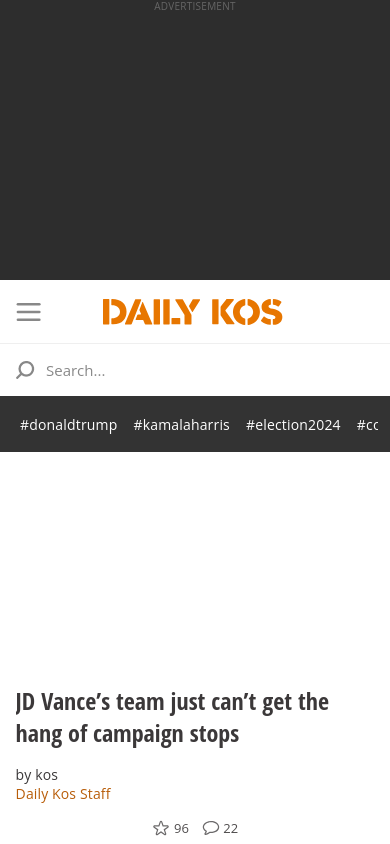 ADVERTISEMENT
DAILY KOS
Search...
#donaldtrump #kamalaharris #election2024
JD Vance’s team just can’t get the
hang of campaign stops
by kos
Daily Kos Staff
96 22